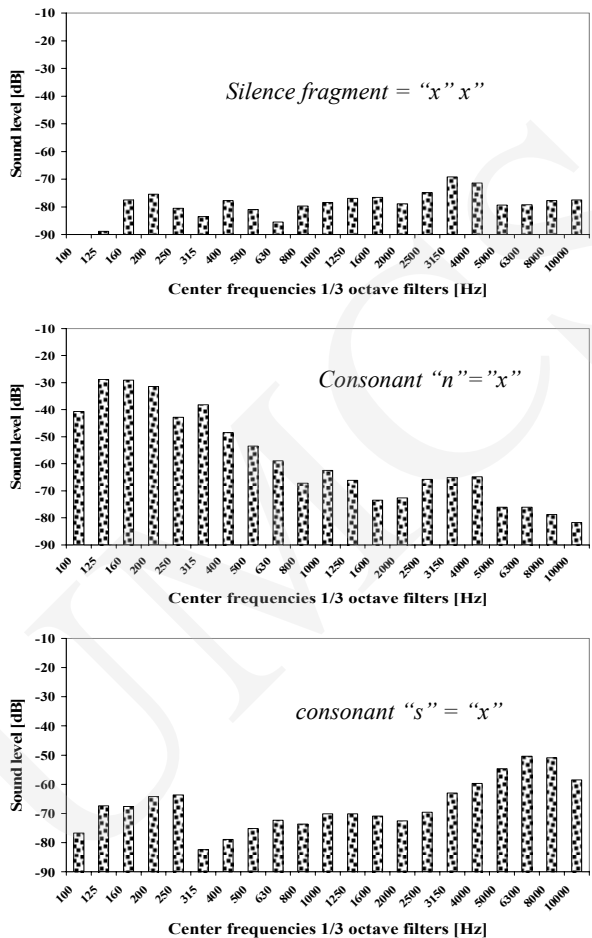 -10
-20
-30
-40
-50
-60
-70
-80
-90
Sound level [dB]
Silence fragment = “x” x”
100 125 160 200 250 315 400 500 630 800 1000 1250 1600 2000 2500 3150 4000 5000 6300 8000 10000
Center frequencies 1/3 octave filters [Hz]
-10
-20
-30
-40
-50
-60
-70
-80
-90
Sound level [dB]
Consonant “n”=”x”
100 125 160 200 250 315 400 500 630 800 1000 1250 1600 2000 2500 3150 4000 5000 6300 8000 10000
Center frequencies 1/3 octave filters [Hz]
-10
-20
-30
-40
-50
-60
-70
-80
-90
Sound level [dB]
consonant “s” = “x”
100 125 160 200 250 315 400 500 630 800 1000 1250 1600 2000 2500 3150 4000 5000 6300 8000 10000
Center frequencies 1/3 octave filters [Hz]
UMCS